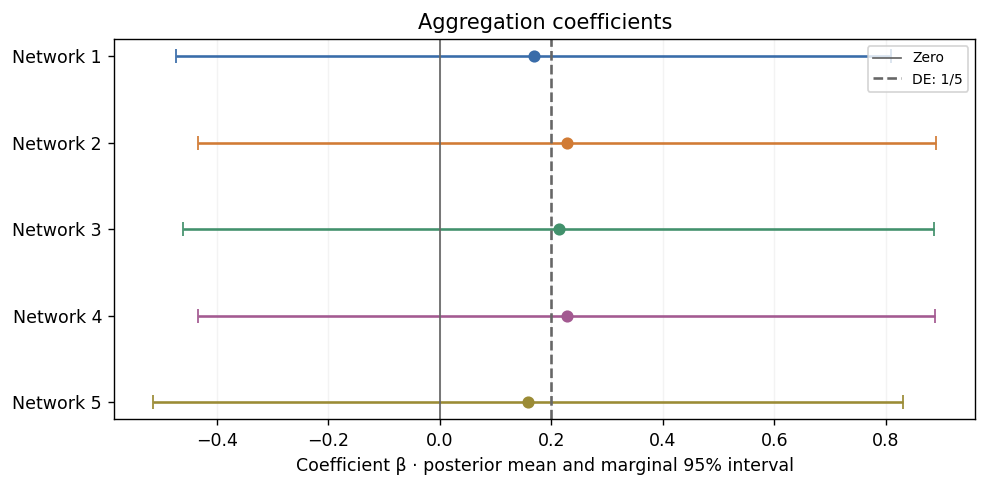 Aggregation coefficients
Network 1
Network 2
Network 3
Network 4
Network 5
Zero
DE: 1/5
−0.4 −0.2 0.0 0.2 0.4 0.6 0.8
Coefficient β · posterior mean and marginal 95% interval